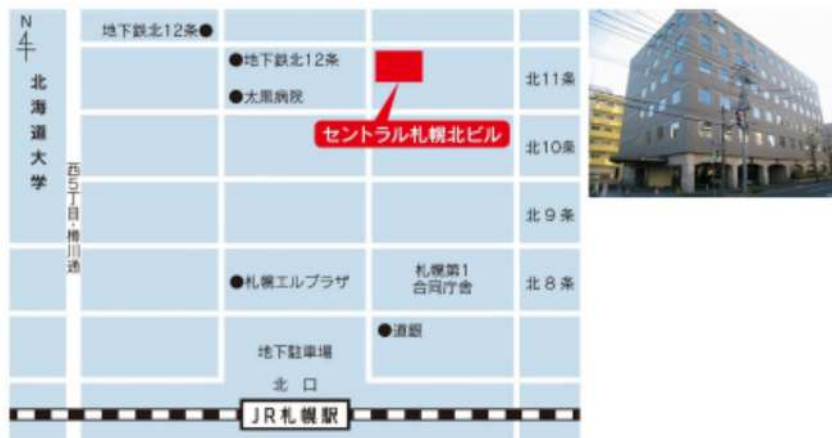 N
地下鉄北12条
地下鉄北12条
太黒病院
北11条
セントラル札幌北ビル
北海道大学
北10条
西5丁目・樽川通
北9条
札幌エルプラザ
札幌第1
合同庁舎
北8条
道銀
地下駐車場
北口
JR札幌駅